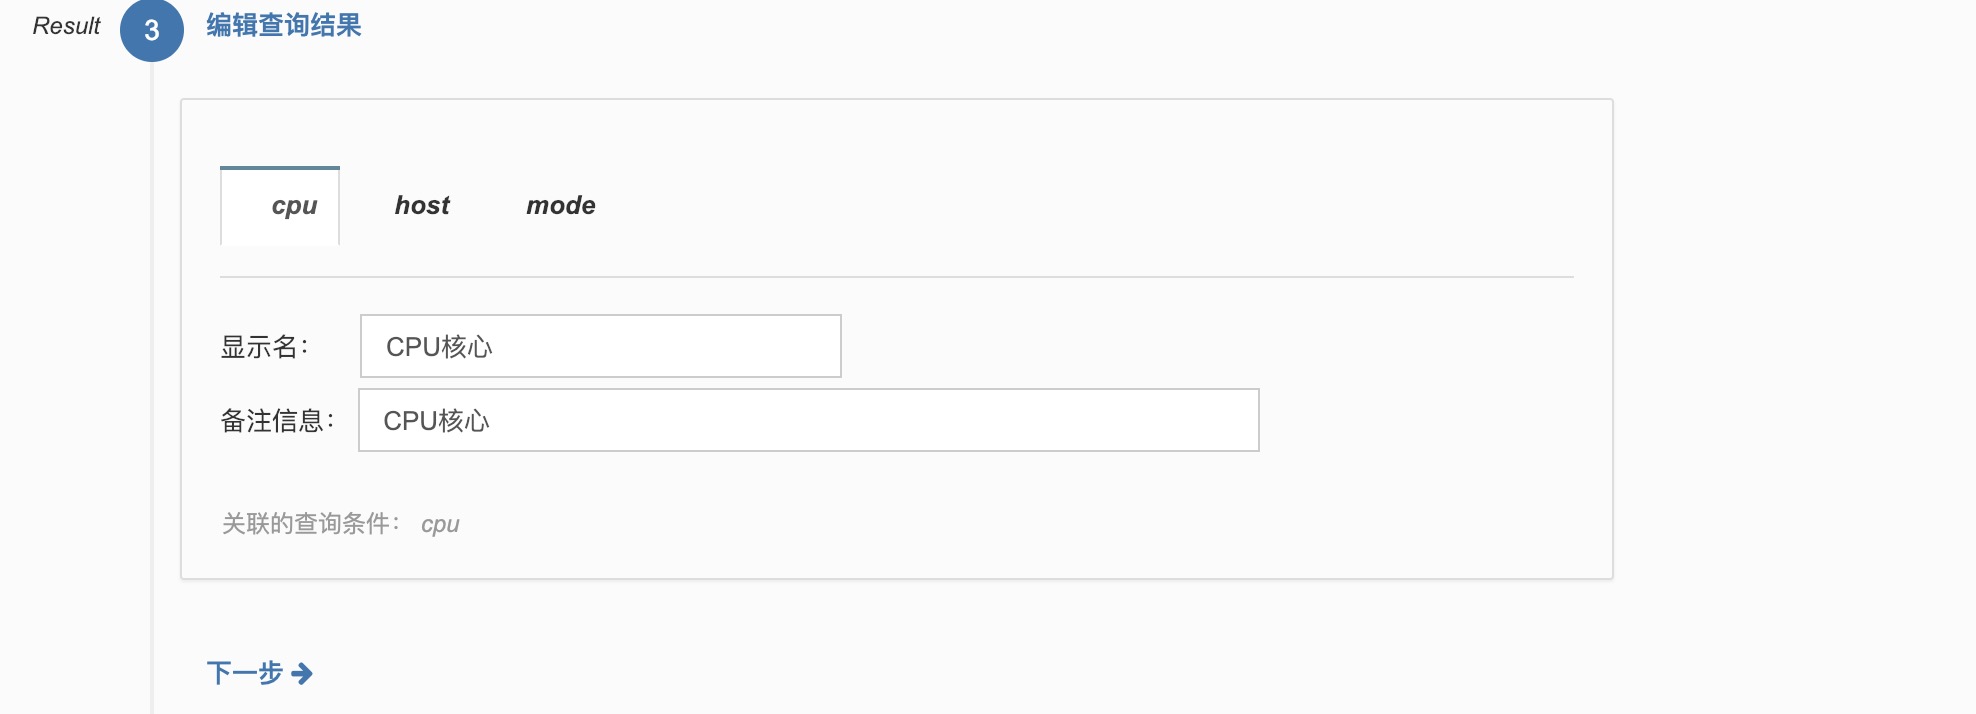 Result 3 编辑查询结果
cpu host mode
显示名： CPU核心
备注信息： CPU核心
关联的查询条件： cpu
下一步